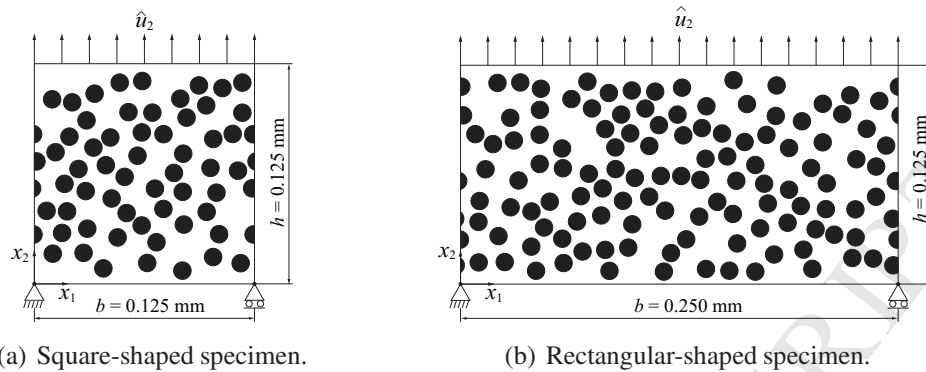 û₂
û₂
h = 0.125 mm
h = 0.125 mm
x₂
x₂
x₁
x₁
b = 0.125 mm
b = 0.250 mm
(a) Square-shaped specimen.
(b) Rectangular-shaped specimen.
RIPT